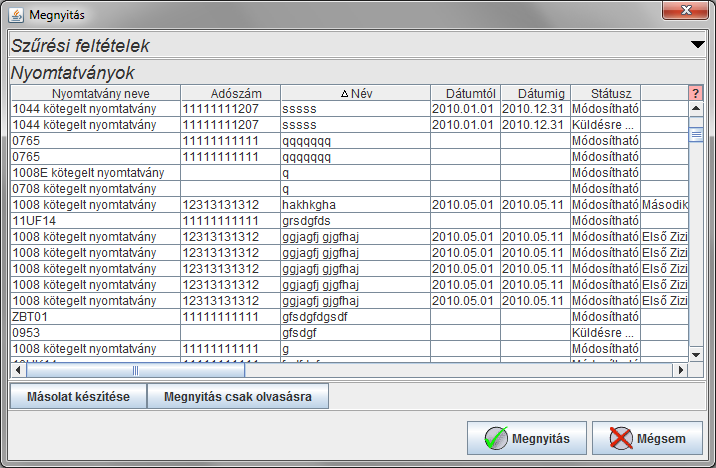 Megnyitás
Szűrési feltételek
Nyomtatványok
Nyomtatvány neve Adószám Név Dátumtól Dátumig Státusz ?
1044 kötegelt nyomtatvány 11111111207 sssss 2010.01.01 2010.12.31 Módosítható
1044 kötegelt nyomtatvány 11111111207 sssss 2010.01.01 2010.12.31 Küldésre ...
0765 11111111111 qqqqqqq Módosítható
0765 11111111111 qqqqqqq Módosítható
1008E kötegelt nyomtatvány q Módosítható
0708 kötegelt nyomtatvány q Módosítható
1008 kötegelt nyomtatvány 12313131312 hakhkgha 2010.05.01 2010.05.11 Módosítható Második
11UF14 11111111111 grsdgfds Módosítható
1008 kötegelt nyomtatvány 12313131312 ggjagfj gjgfhaj 2010.05.01 2010.05.11 Módosítható Első Zizi
1008 kötegelt nyomtatvány 12313131312 ggjagfj gjgfhaj 2010.05.01 2010.05.11 Módosítható Első Zizi
1008 kötegelt nyomtatvány 12313131312 ggjagfj gjgfhaj 2010.05.01 2010.05.11 Módosítható Első Zizi
1008 kötegelt nyomtatvány 12313131312 ggjagfj gjgfhaj 2010.05.01 2010.05.11 Módosítható Első Zizi
1008 kötegelt nyomtatvány 12313131312 ggjagfj gjgfhaj 2010.05.01 2010.05.11 Módosítható Első Zizi
ZBT01 11111111111 gfsdgfdgsdf Módosítható
0953 gfsdgf Küldésre ...
1008 kötegelt nyomtatvány 11111111111 g Módosítható
Másolat készítése Megnyitás csak olvasásra
Megnyitás Mégsem